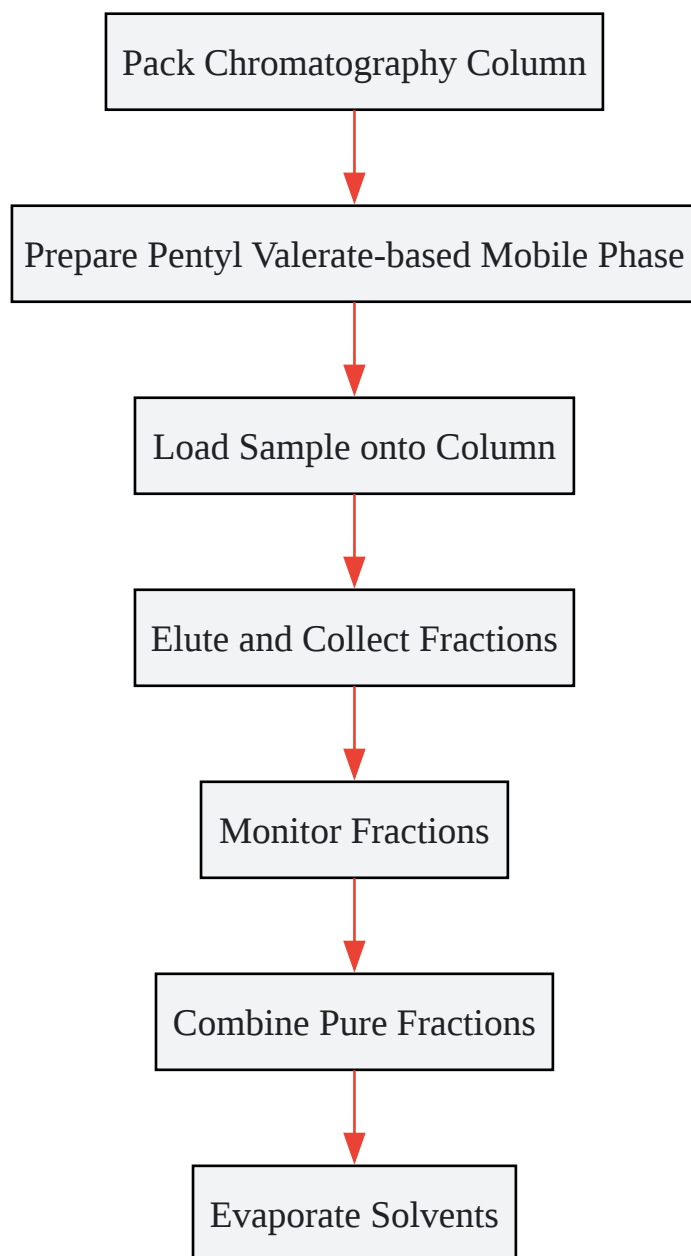 Pack Chromatography Column
Prepare Pentyl Valerate-based Mobile Phase
Load Sample onto Column
Elute and Collect Fractions
Monitor Fractions
Combine Pure Fractions
Evaporate Solvents